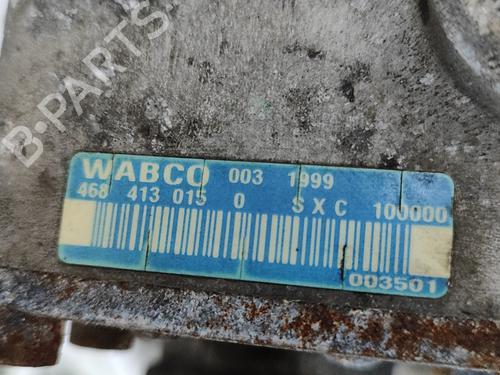 B-PARTS
WABCO 003 1999
468 413 015 0 S X C 100000
003501